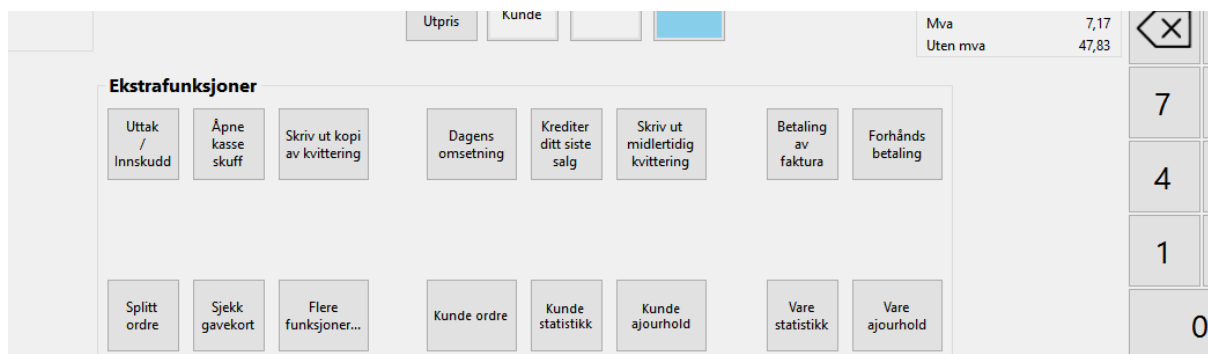 Utpris
Kunde
Mva 7,17
Uten mva 47,83
Ekstrafunksjoner
Uttak
/
Innskudd
Åpne
kasse
skuff
Skriv ut kopi
av kvittering
Dagens
omsetning
Krediter
ditt siste
salg
Skriv ut
midlertidig
kvittering
Betaling
av
faktura
Forhånds
betaling
7
4
1
0
Splitt
ordre
Sjekk
gavekort
Flere
funksjoner...
Kunde ordre
Kunde
statistikk
Kunde
ajourhold
Vare
statistikk
Vare
ajourhold